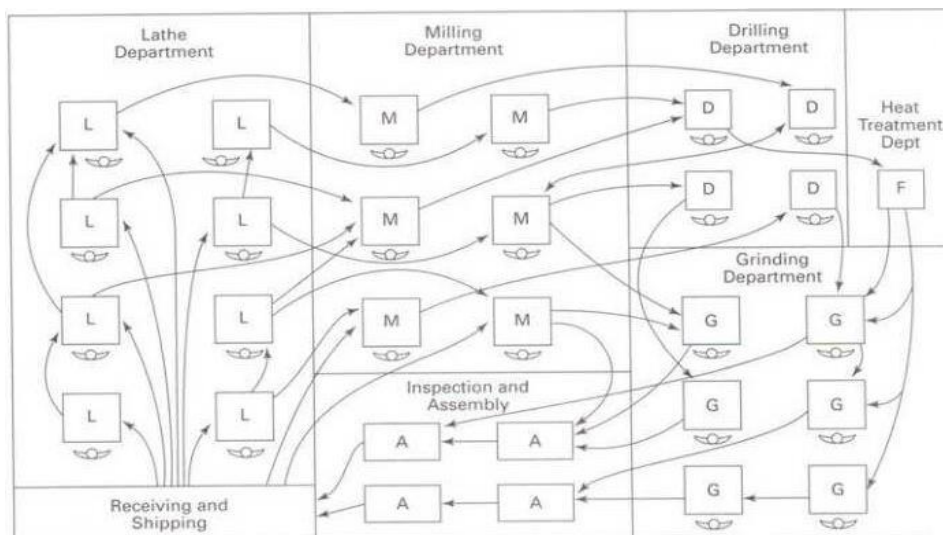 Lathe
Department
Milling
Department
Drilling
Department
Heat
Treatment
Dept
L
L
M
M
D
D
L
L
M
M
D
D
F
Grinding
Department
L
L
M
M
G
G
Inspection and
Assembly
L
L
A
A
G
G
Receiving and
Shipping
A
A
G
G